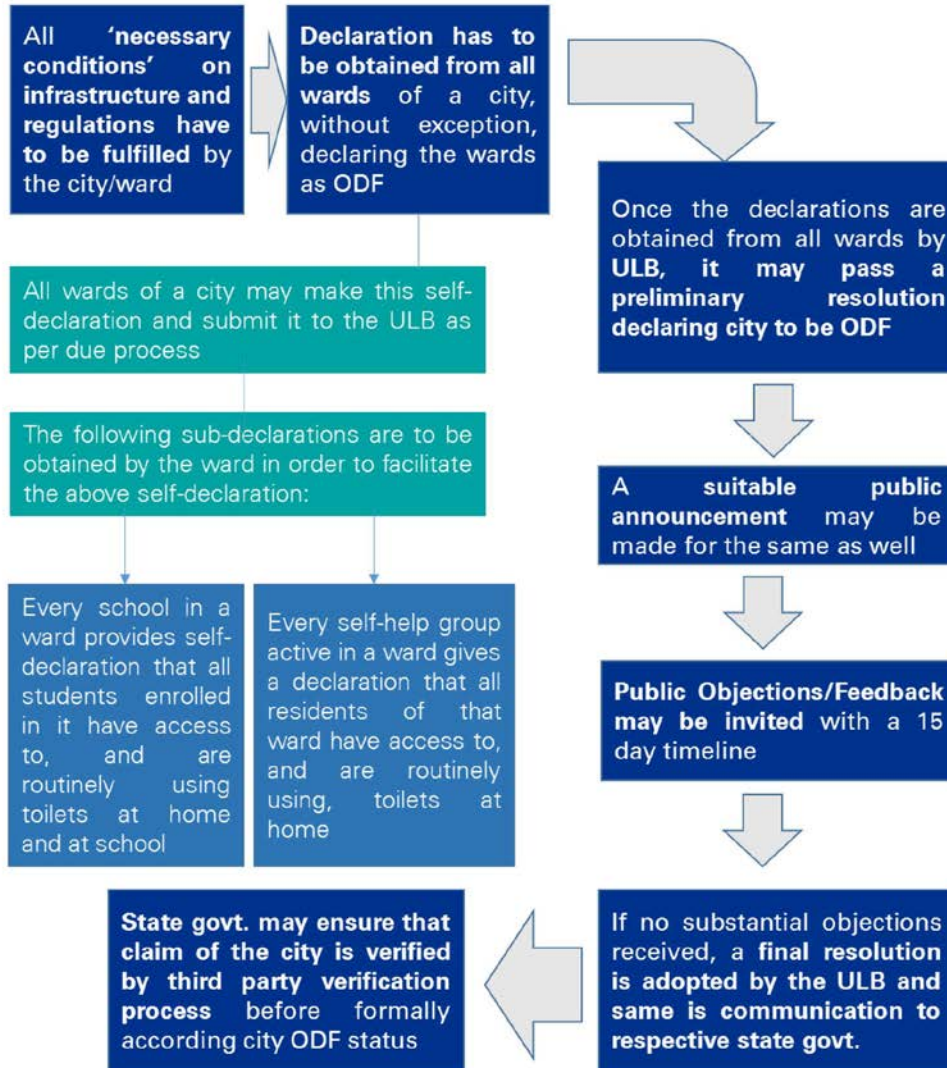 All ‘necessary
conditions’ on
infrastructure and
regulations have
to be fulfilled by
the city/ward
Declaration has to
be obtained from all
wards of a city,
without exception,
declaring the wards
as ODF
Once the declarations are
obtained from all wards by
ULB, it may pass a
preliminary resolution
declaring city to be ODF
All wards of a city may make this self-
declaration and submit it to the ULB as
per due process
The following sub-declarations are to be
obtained by the ward in order to facilitate
the above self-declaration:
Every school in a
ward provides self-
declaration that all
students enrolled
in it have access
to, and are
routinely using
toilets at home
and at school
Every self-help group
active in a ward gives
a declaration that all
residents of that
ward have access to,
and are routinely
using, toilets at
home
A suitable public
announcement may be
made for the same as well
Public Objections/Feedback
may be invited with a 15
day timeline
If no substantial objections
received, a final resolution
is adopted by the ULB and
same is communication to
respective state govt.
State govt. may ensure that
claim of the city is verified
by third party verification
process before formally
according city ODF status